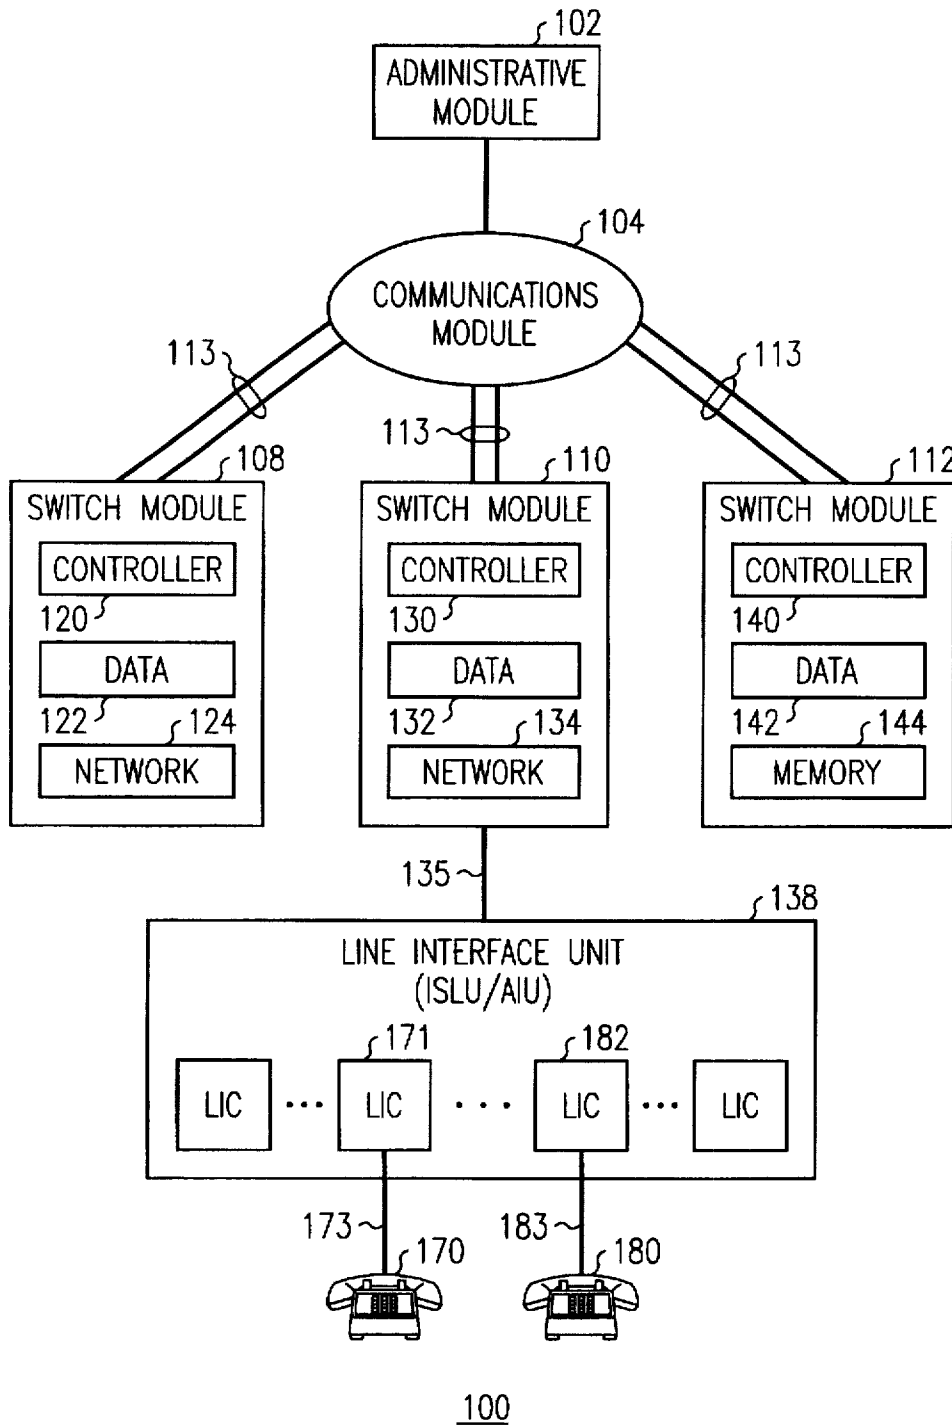 102
ADMINISTRATIVE
MODULE
104
COMMUNICATIONS
MODULE
113
113
113
108
110
112
SWITCH MODULE
SWITCH MODULE
SWITCH MODULE
CONTROLLER
CONTROLLER
CONTROLLER
120
130
140
DATA
DATA
DATA
122
124
132
134
142
144
NETWORK
NETWORK
MEMORY
135
138
LINE INTERFACE UNIT
(ISLU/AIU)
171
182
LIC ... LIC ... LIC ... LIC
173
183
170
180
100